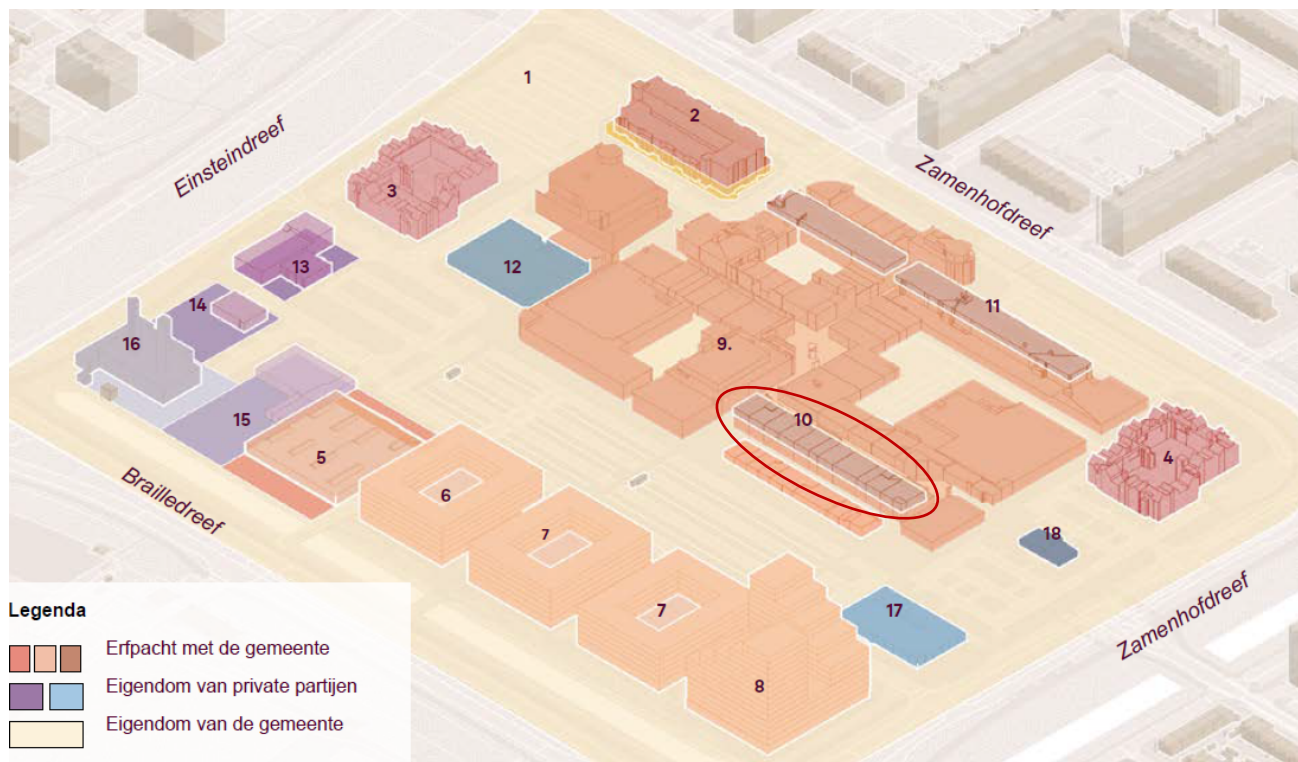 1
2
Einsteindreef
3
Zamenhofdreef
13
12
11
14
16
9.
10
15
5
4
6
Brailledreef
7
18
7
17
Zamenhofdreef
8
Legenda
Erfpacht met de gemeente
Eigendom van private partijen
Eigendom van de gemeente